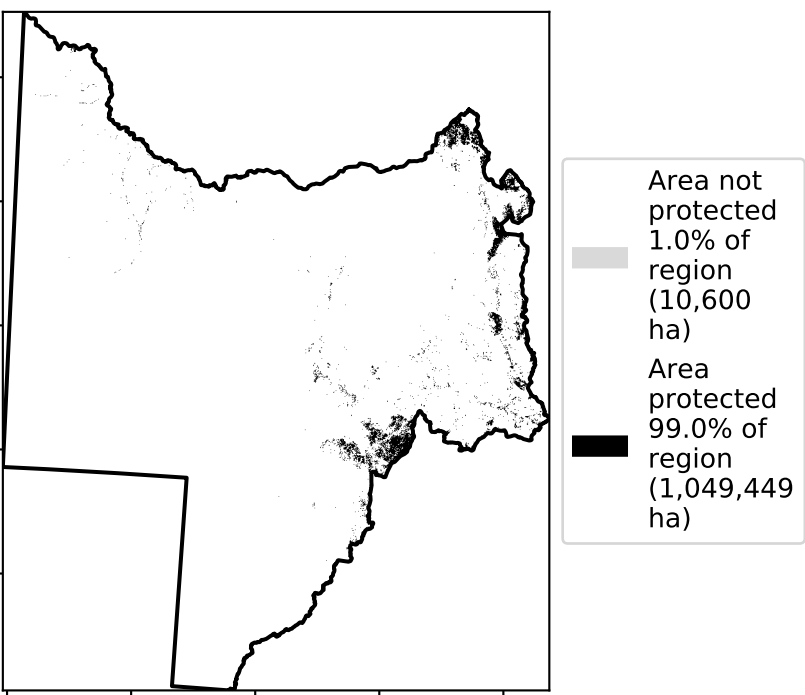 Area not
protected
1.0% of
region
(10,600
ha)
Area
protected
99.0% of
region
(1,049,449
ha)